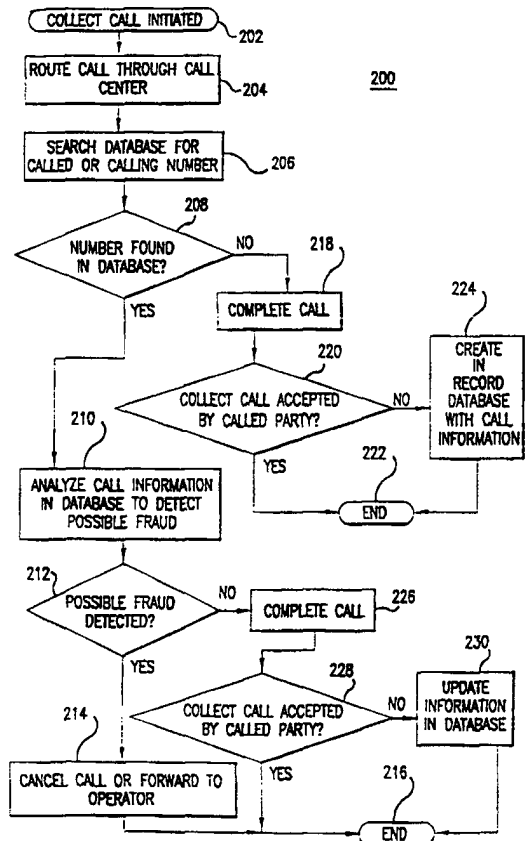 COLLECT CALL INITIATED
202
ROUTE CALL THROUGH CALL
CENTER
204
200
SEARCH DATABASE FOR
CALLED OR CALLING NUMBER
206
208
NUMBER FOUND
IN DATABASE?
NO
YES
218
COMPLETE CALL
220
COLLECT CALL ACCEPTED
BY CALLED PARTY?
NO
YES
224
CREATE
IN
RECORD
DATABASE
WITH CALL
INFORMATION
222
END
210
ANALYZE CALL INFORMATION
IN DATABASE TO DETECT
POSSIBLE FRAUD
212
POSSIBLE FRAUD
DETECTED?
NO
YES
COMPLETE CALL
226
228
COLLECT CALL ACCEPTED
BY CALLED PARTY?
NO
YES
230
UPDATE
INFORMATION
IN DATABASE
214
CANCEL CALL OR FORWARD TO
OPERATOR
216
END